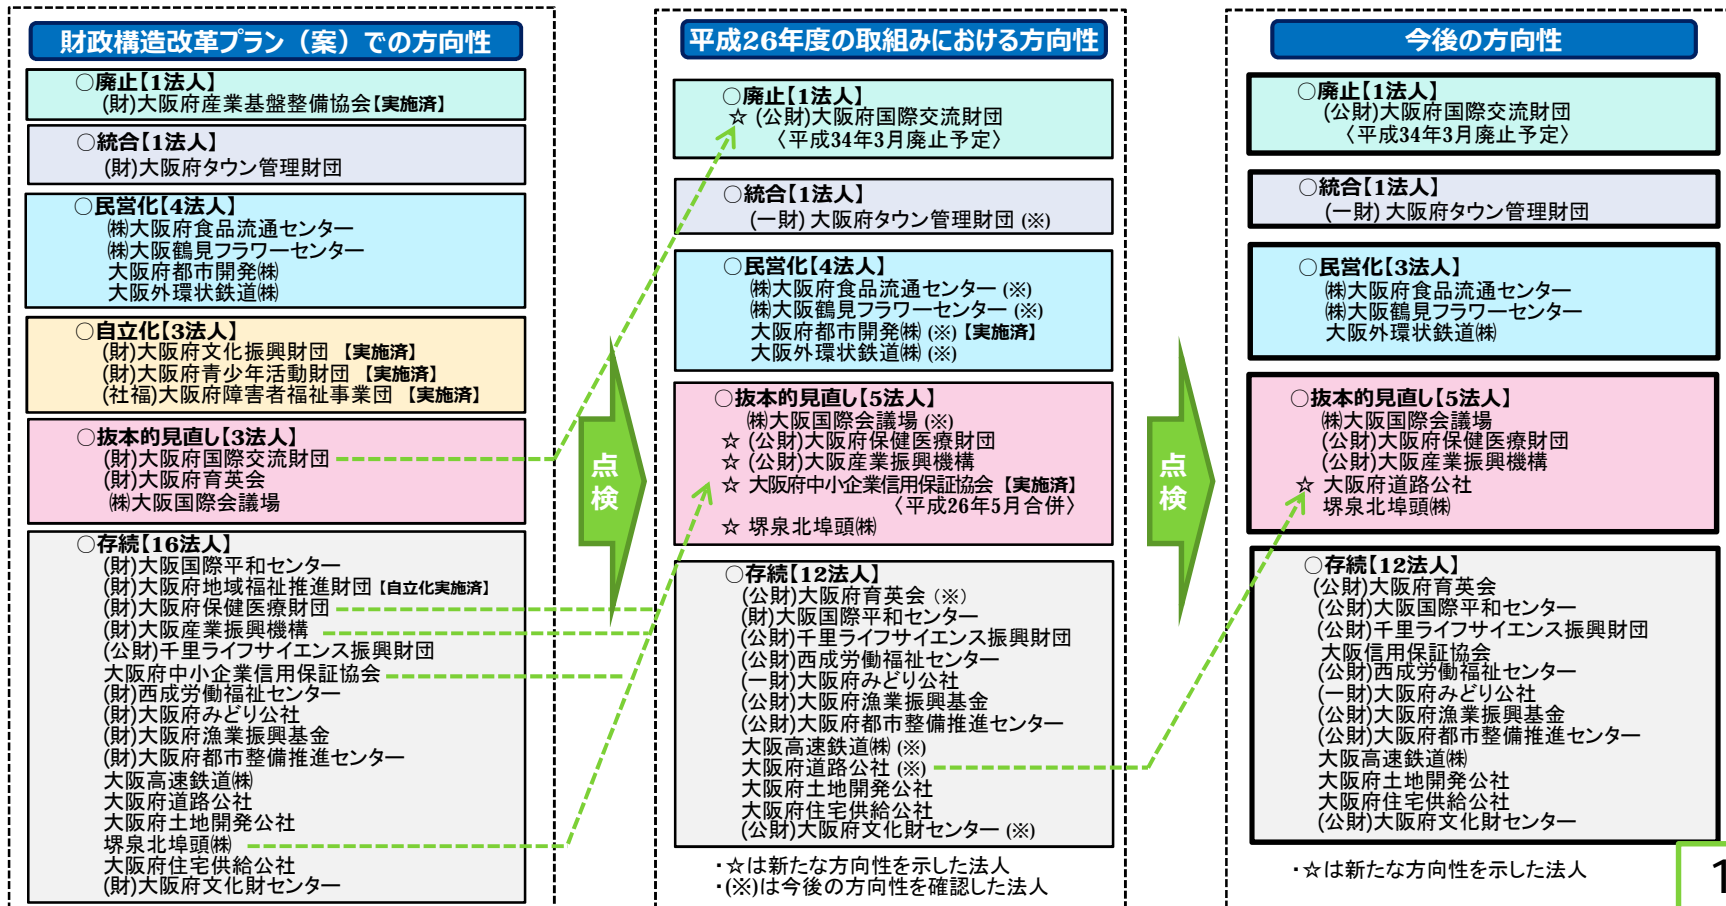 財政構造改革プラン（案）での方向性
○廃止【1法人】
(財)大阪府産業基盤整備協会【実施済】
○統合【1法人】
(財)大阪府タウン管理財団
○民営化【4法人】
㈱大阪府食品流通センター
㈱大阪鶴見フラワーセンター
大阪府都市開発㈱
大阪外環状鉄道㈱
○自立化【3法人】
(財)大阪府文化振興財団 【実施済】
(財)大阪府青少年活動財団 【実施済】
(社福)大阪府障害者福祉事業団 【実施済】
○抜本的見直し【3法人】
(財)大阪府国際交流財団
(財)大阪府育英会
㈱大阪国際会議場
○存続【16法人】
(財)大阪国際平和センター
(財)大阪府地域福祉推進財団【自立化実施済】
(財)大阪府保健医療財団
(財)大阪産業振興機構
(公財)千里ライフサイエンス振興財団
大阪府中小企業信用保証協会
(財)西成労働福祉センター
(財)大阪府みどり公社
(財)大阪府漁業振興基金
(財)大阪府都市整備推進センター
大阪高速鉄道㈱
大阪府道路公社
大阪府土地開発公社
堺泉北埠頭㈱
大阪府住宅供給公社
(財)大阪府文化財センター
点検
平成26年度の取組みにおける方向性
○廃止【1法人】
☆ (公財)大阪府国際交流財団
〈平成34年3月廃止予定〉
○統合【1法人】
(一財) 大阪府タウン管理財団 (※)
○民営化【4法人】
㈱大阪府食品流通センター (※)
㈱大阪鶴見フラワーセンター (※)
大阪府都市開発㈱ (※)【実施済】
大阪外環状鉄道㈱ (※)
○抜本的見直し【5法人】
㈱大阪国際会議場 (※)
☆ (公財)大阪府保健医療財団
☆ (公財)大阪産業振興機構
☆ 大阪府中小企業信用保証協会 【実施済】
〈平成26年5月合併〉
☆ 堺泉北埠頭㈱
○存続【12法人】
(公財)大阪府育英会 (※)
(財)大阪国際平和センター
(公財)千里ライフサイエンス振興財団
(公財)西成労働福祉センター
(一財)大阪府みどり公社
(公財)大阪府漁業振興基金
(公財)大阪府都市整備推進センター
大阪高速鉄道㈱ (※)
大阪府道路公社 (※)
大阪府土地開発公社
大阪府住宅供給公社
(公財)大阪府文化財センター (※)
・☆は新たな方向性を示した法人
・(※)は今後の方向性を確認した法人
点検
今後の方向性
○廃止【1法人】
(公財)大阪府国際交流財団
〈平成34年3月廃止予定〉
○統合【1法人】
(一財) 大阪府タウン管理財団
○民営化【3法人】
㈱大阪府食品流通センター
㈱大阪鶴見フラワーセンター
大阪外環状鉄道㈱
○抜本的見直し【5法人】
㈱大阪国際会議場
(公財)大阪府保健医療財団
(公財)大阪産業振興機構
☆ 大阪府道路公社
堺泉北埠頭㈱
○存続【12法人】
(公財)大阪府育英会
(公財)大阪国際平和センター
(公財)千里ライフサイエンス振興財団
大阪信用保証協会
(公財)西成労働福祉センター
(一財)大阪府みどり公社
(公財)大阪府漁業振興基金
(公財)大阪府都市整備推進センター
大阪高速鉄道㈱
大阪府土地開発公社
大阪府住宅供給公社
(公財)大阪府文化財センター
・☆は新たな方向性を示した法人
1